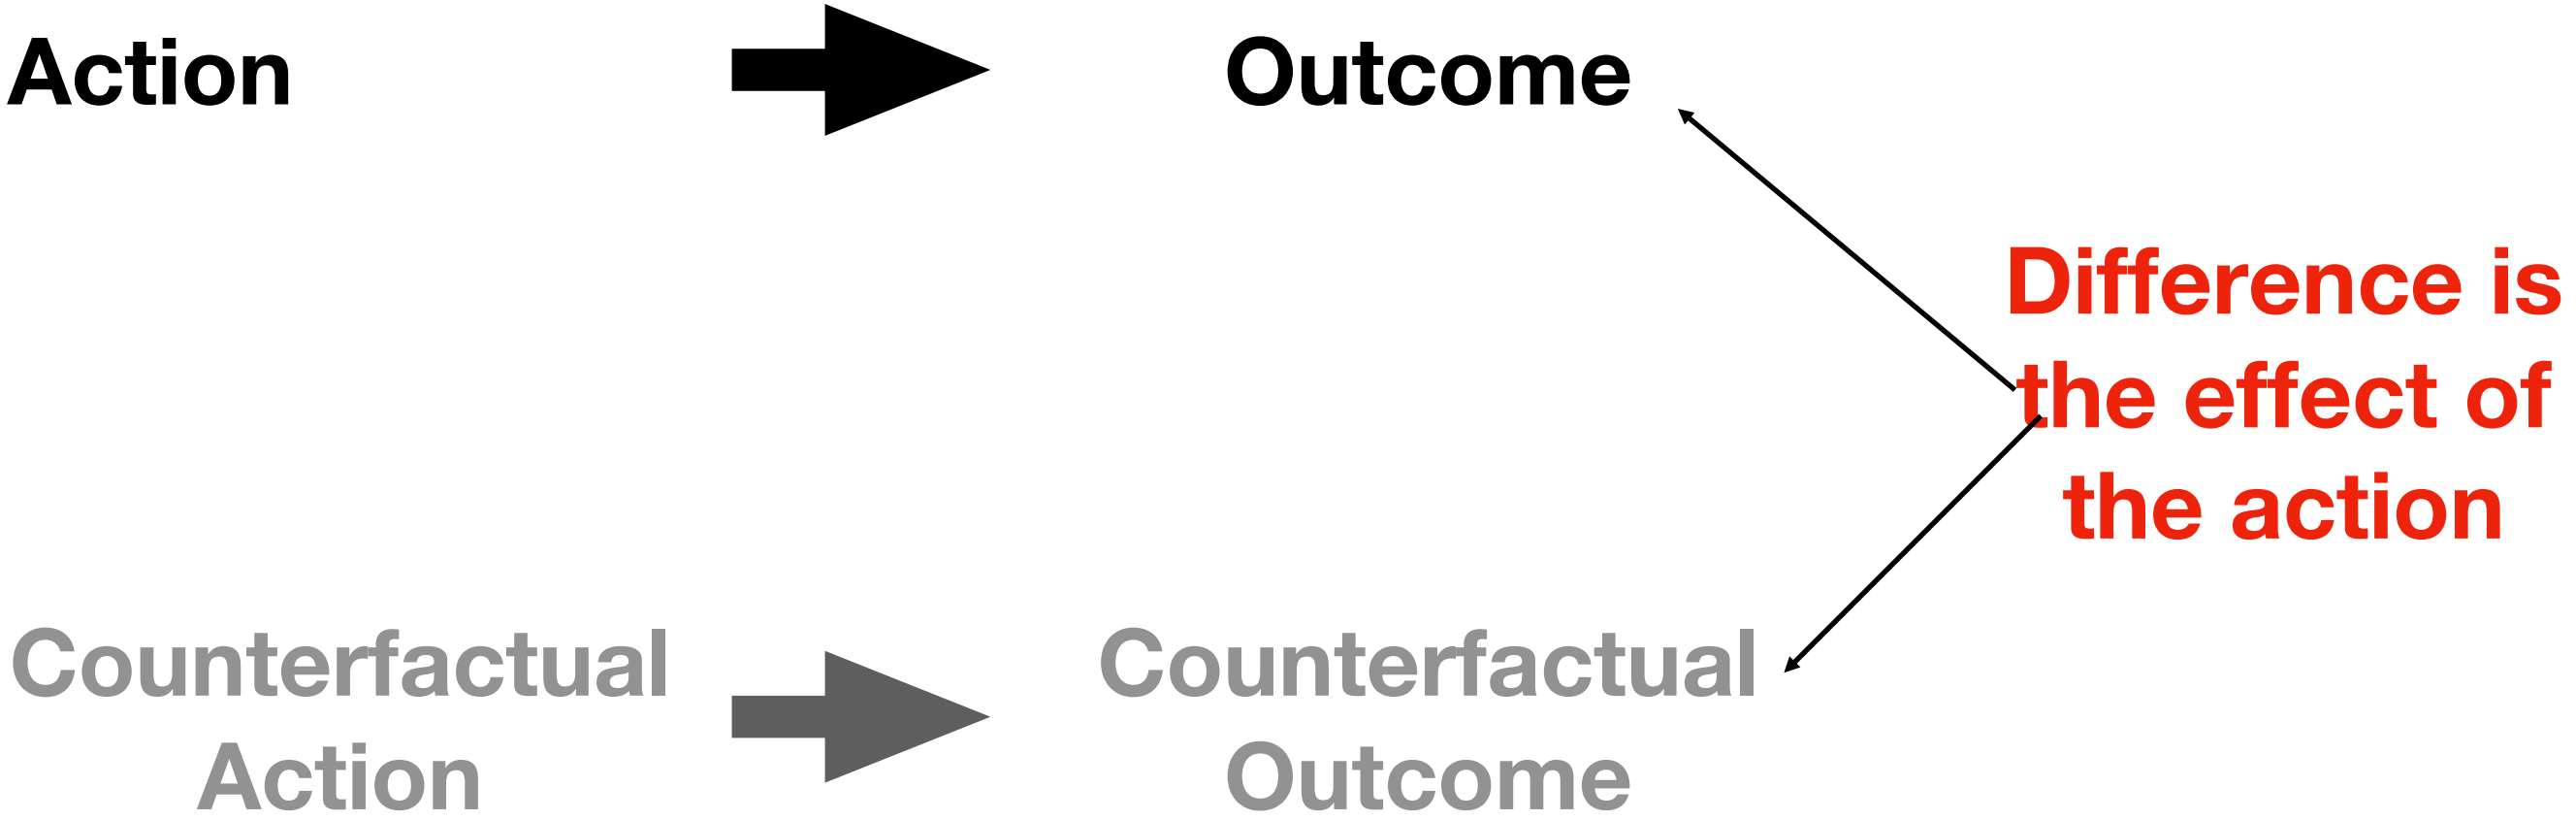 Action
Outcome
Difference is
the effect of
the action
Counterfactual
Action
Counterfactual
Outcome